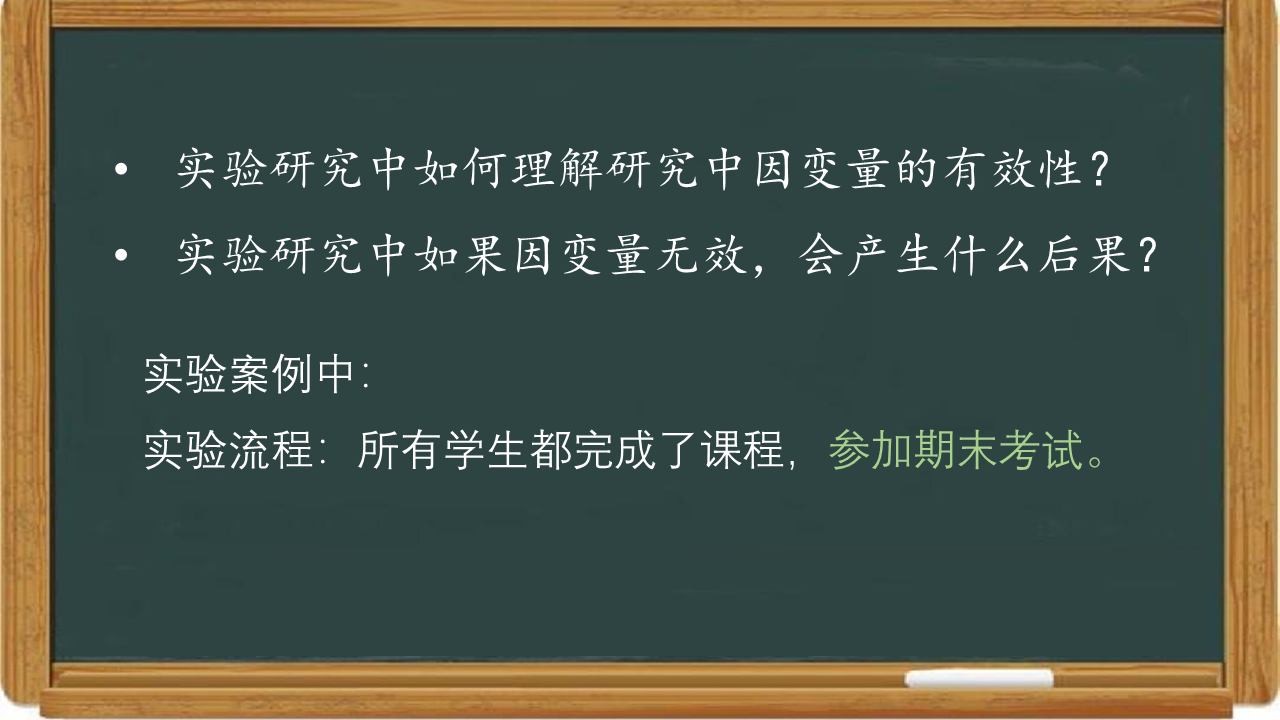 • 实验研究中如何理解研究中因变量的有效性？
• 实验研究中如果因变量无效，会产生什么后果？
实验案例中：
实验流程：所有学生都完成了课程，参加期末考试。